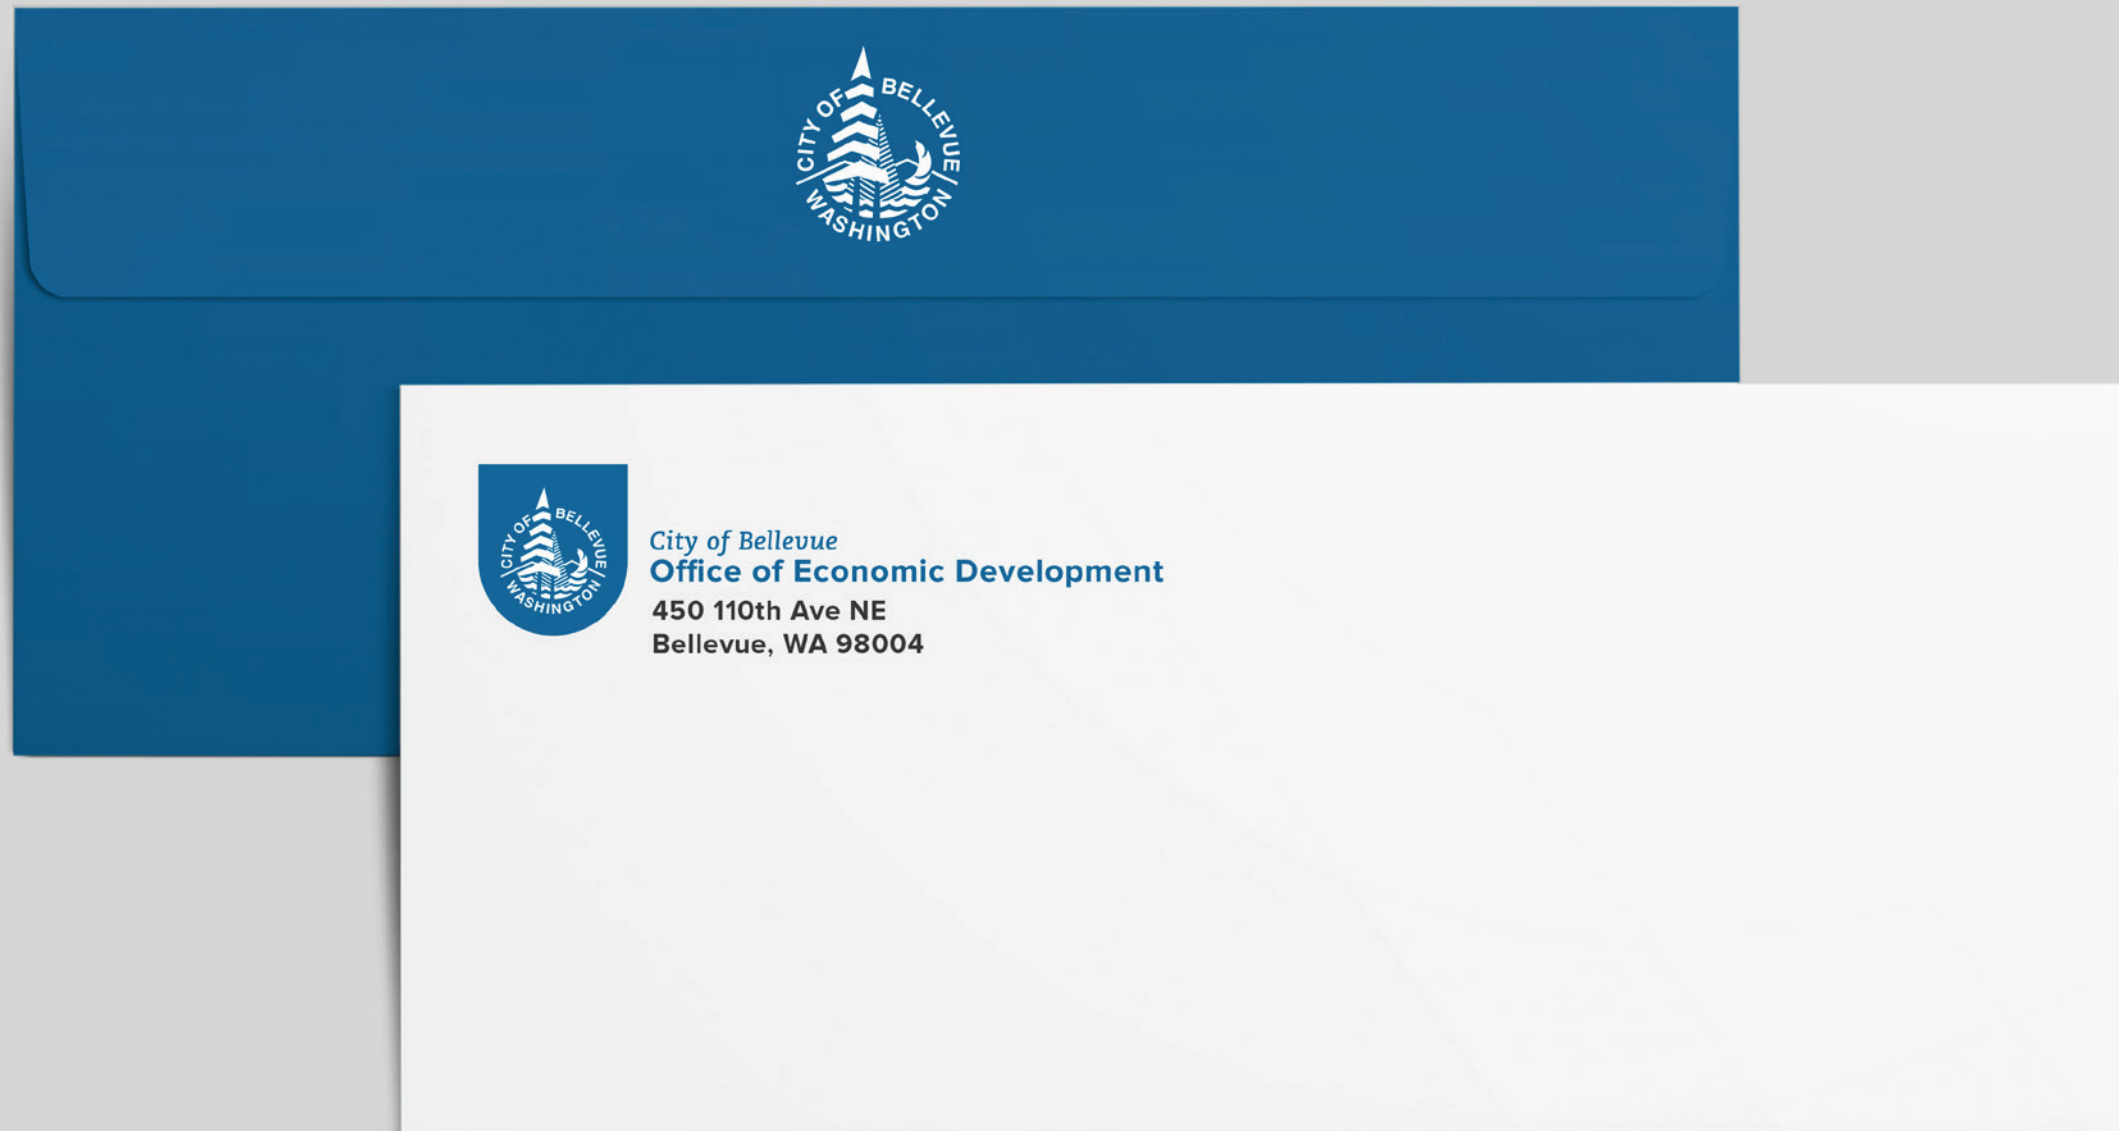 CITY OF BELLEVUE
WASHINGTON
CITY OF BELLEVUE
WASHINGTON
City of Bellevue
Office of Economic Development
450 110th Ave NE
Bellevue, WA 98004